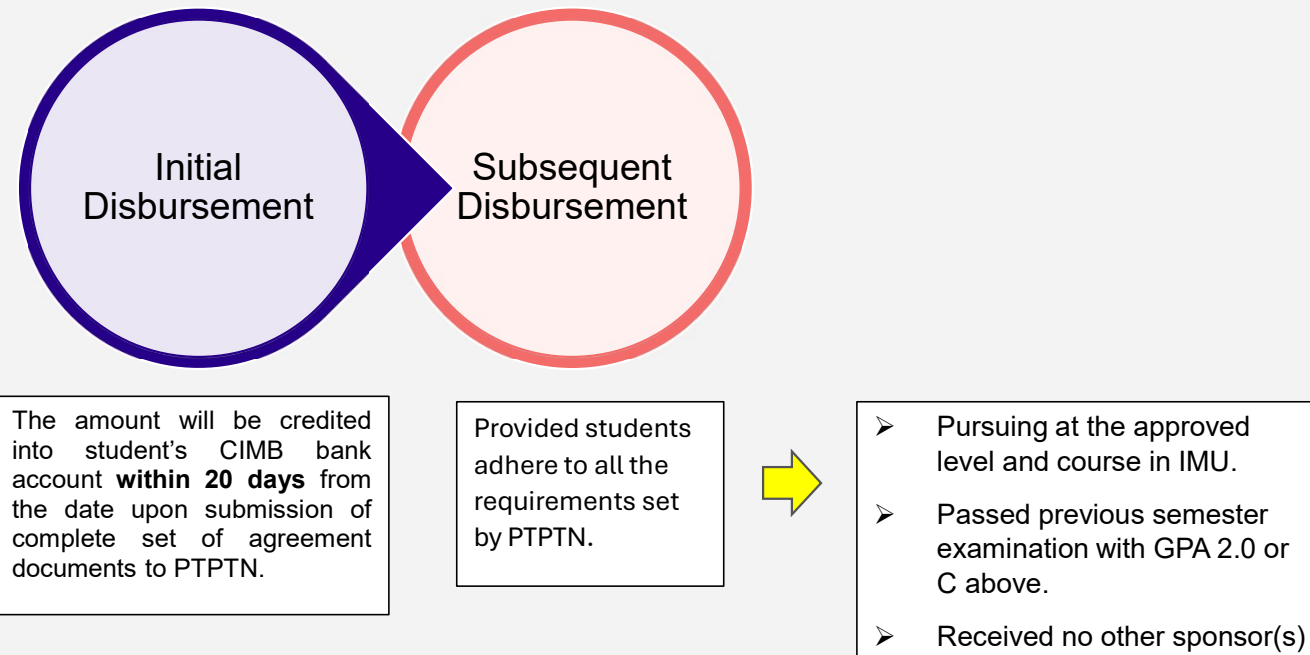 Initial
Disbursement
Subsequent
Disbursement
The amount will be credited
into student's CIMB bank
account within 20 days from
the date upon submission of
complete set of agreement
documents to PTPTN.
Provided students
adhere to all the
requirements set
by PTPTN.
➢ Pursuing at the approved
level and course in IMU.
➢ Passed previous semester
examination with GPA 2.0 or
C above.
➢ Received no other sponsor(s)